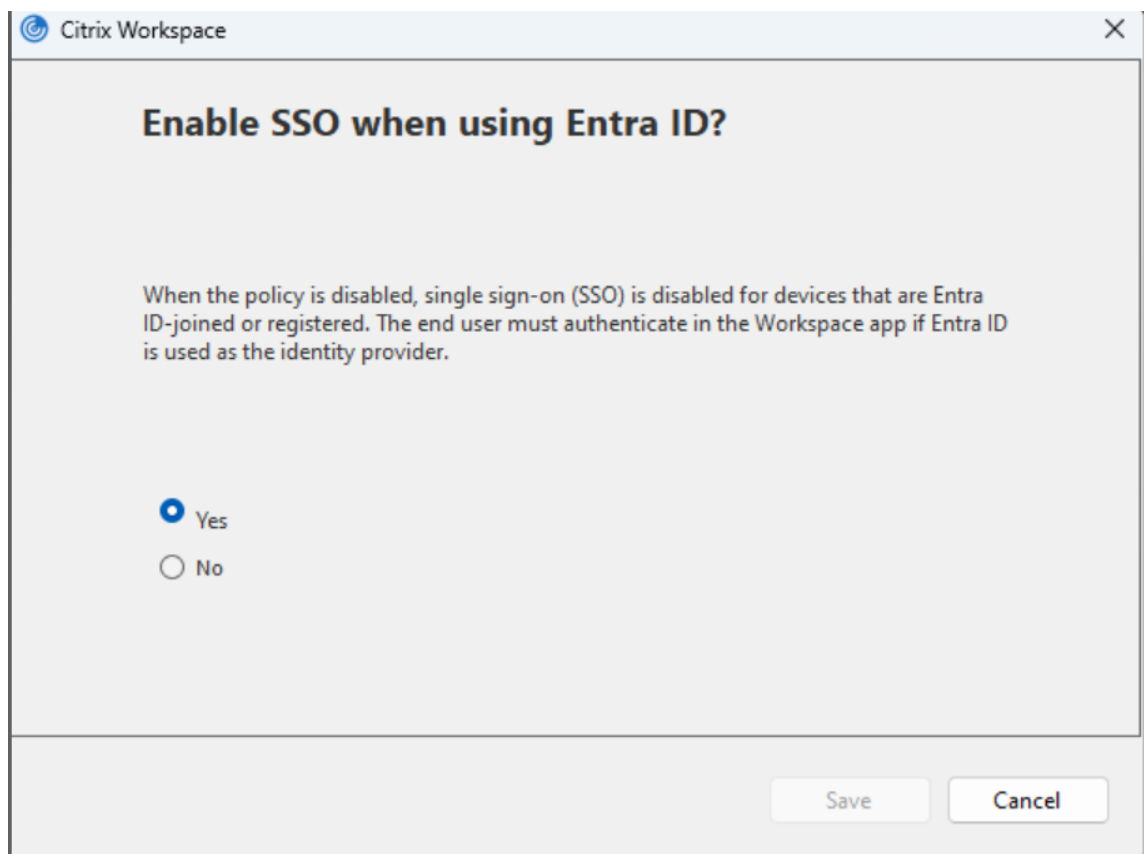 Citrix Workspace
Enable SSO when using Entra ID?
When the policy is disabled, single sign-on (SSO) is disabled for devices that are Entra
ID-joined or registered. The end user must authenticate in the Workspace app if Entra ID
is used as the identity provider.
Yes
No
Save
Cancel